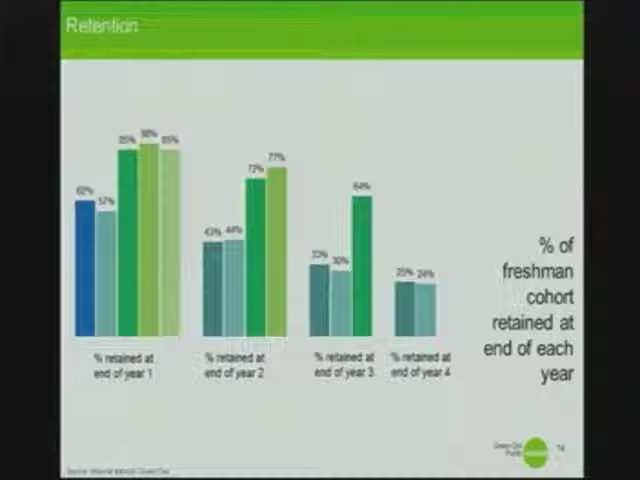 Retention
62%
57%
85%
88%
85%
43%
44%
72%
77%
33%
30%
64%
25%
24%
% retained at
end of year 1
% retained at
end of year 2
% retained at
end of year 3
% retained at
end of year 4
% of
freshman
cohort
retained at
end of each
year
14